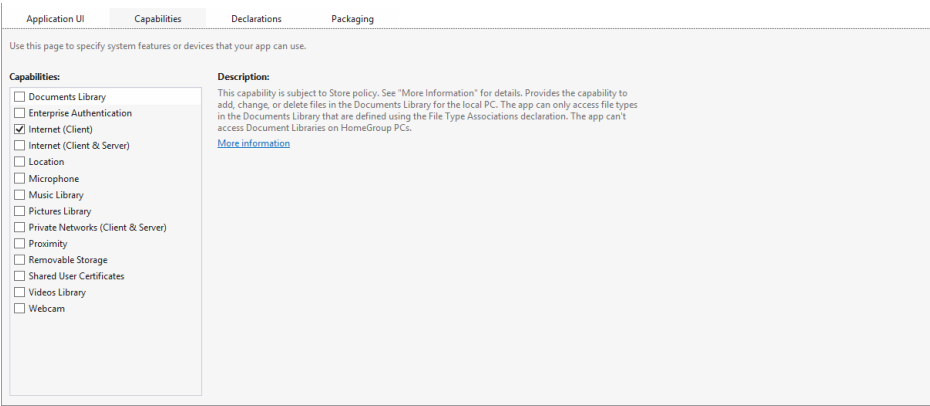 Application UI Capabilities Declarations Packaging
Use this page to specify system features or devices that your app can use.
Capabilities:
Documents Library
Enterprise Authentication
Internet (Client)
Internet (Client & Server)
Location
Microphone
Music Library
Pictures Library
Private Networks (Client & Server)
Proximity
Removable Storage
Shared User Certificates
Videos Library
Webcam
Description:
This capability is subject to Store policy. See "More Information" for details. Provides the capability to
add, change, or delete files in the Documents Library for the local PC. The app can only access file types
in the Documents Library that are defined using the File Type Associations declaration. The app can't
access Document Libraries on HomeGroup PCs.
More information